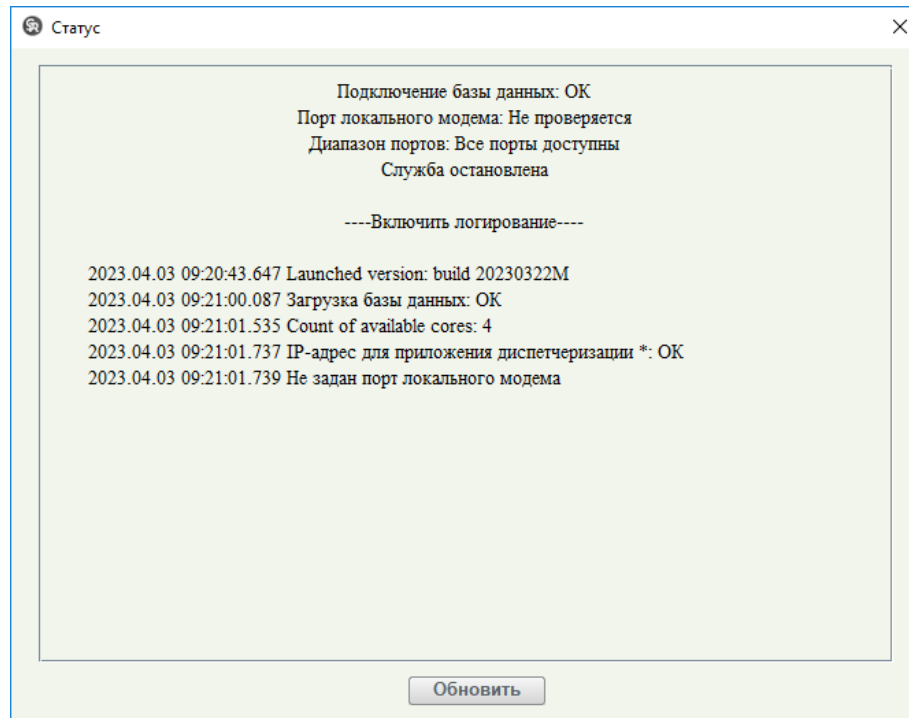 Статус
Подключение базы данных: ОК
Порт локального модема: Не проверяется
Диапазон портов: Все порты доступны
Служба остановлена
----Включить логирование----
2023.04.03 09:20:43.647 Launched version: build 20230322M
2023.04.03 09:21:00.087 Загрузка базы данных: ОК
2023.04.03 09:21:01.535 Count of available cores: 4
2023.04.03 09:21:01.737 IP-адрес для приложения диспетчеризации *: ОК
2023.04.03 09:21:01.739 Не задан порт локального модема
Обновить